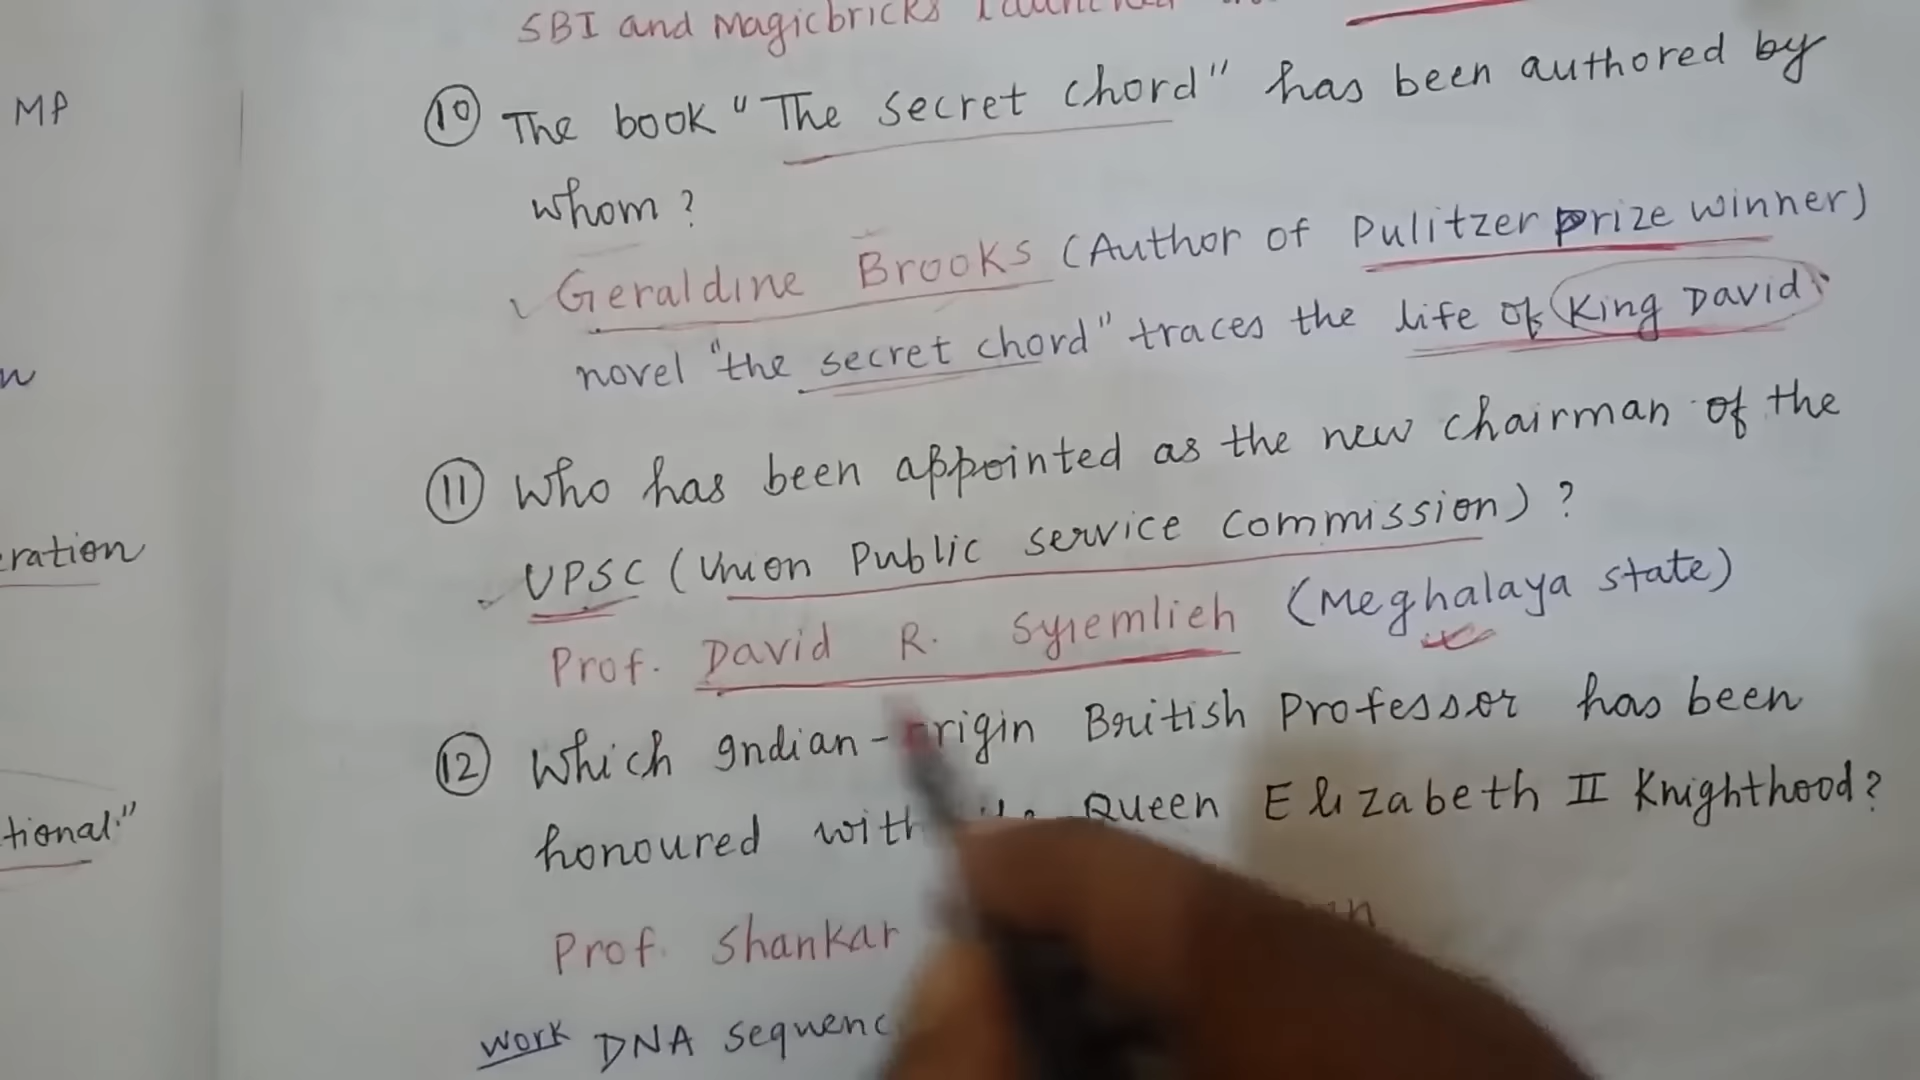 MP
n
eration
tional."
SBI and Magicbricks launched
(10) The book "The secret chord" has been authored by
whom?
Geraldine Brooks (Author of Pulitzer prize winner)
novel "the secret chord" traces the life of King David.
(11) Who has been appointed as the new chairman of the
UPSC (Union Public service Commission)?
Prof. David R. Syiemlieh (Meghalaya state)
(12) Which Indian-origin British Professor has been
honoured with Queen Elizabeth II Knighthood?
Prof. Shankar
Work DNA sequenc